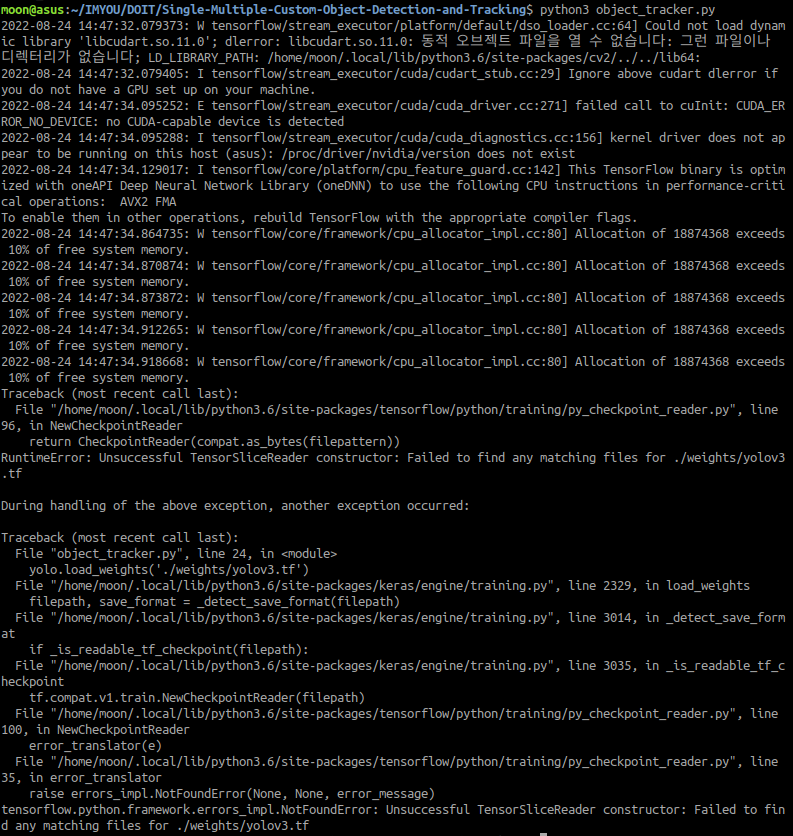 moon@asus:~/IMYOU/DOIT/Single-Multiple-Custom-Object-Detection-and-Tracking$ python3 object_tracker.py
2022-08-24 14:47:32.079373: W tensorflow/stream_executor/platform/default/dso_loader.cc:64] Could not load dynam
ic library 'libcudart.so.11.0'; dlerror: libcudart.so.11.0: 동적 오브젝트 파일을 열 수 없습니다: 그런 파일이나
디렉터리가 없습니다; LD_LIBRARY_PATH: /home/moon/.local/lib/python3.6/site-packages/cv2/../../lib64:
2022-08-24 14:47:32.079405: I tensorflow/stream_executor/cuda/cudart_stub.cc:29] Ignore above cudart dlerror if
you do not have a GPU set up on your machine.
2022-08-24 14:47:34.095252: E tensorflow/stream_executor/cuda/cuda_driver.cc:271] failed call to cuInit: CUDA_ER
ROR_NO_DEVICE: no CUDA-capable device is detected
2022-08-24 14:47:34.095288: I tensorflow/stream_executor/cuda/cuda_diagnostics.cc:156] kernel driver does not ap
pear to be running on this host (asus): /proc/driver/nvidia/version does not exist
2022-08-24 14:47:34.129017: I tensorflow/core/platform/cpu_feature_guard.cc:142] This TensorFlow binary is optim
ized with oneAPI Deep Neural Network Library (oneDNN) to use the following CPU instructions in performance-criti
cal operations:  AVX2 FMA
To enable them in other operations, rebuild TensorFlow with the appropriate compiler flags.
2022-08-24 14:47:34.864735: W tensorflow/core/framework/cpu_allocator_impl.cc:80] Allocation of 18874368 exceeds
 10% of free system memory.
2022-08-24 14:47:34.870874: W tensorflow/core/framework/cpu_allocator_impl.cc:80] Allocation of 18874368 exceeds
 10% of free system memory.
2022-08-24 14:47:34.873872: W tensorflow/core/framework/cpu_allocator_impl.cc:80] Allocation of 18874368 exceeds
 10% of free system memory.
2022-08-24 14:47:34.912265: W tensorflow/core/framework/cpu_allocator_impl.cc:80] Allocation of 18874368 exceeds
 10% of free system memory.
2022-08-24 14:47:34.918668: W tensorflow/core/framework/cpu_allocator_impl.cc:80] Allocation of 18874368 exceeds
 10% of free system memory.
Traceback (most recent call last):
  File "/home/moon/.local/lib/python3.6/site-packages/tensorflow/python/training/py_checkpoint_reader.py", line
96, in NewCheckpointReader
    return CheckpointReader(compat.as_bytes(filepattern))
RuntimeError: Unsuccessful TensorSliceReader constructor: Failed to find any matching files for ./weights/yolov3
.tf

During handling of the above exception, another exception occurred:

Traceback (most recent call last):
  File "object_tracker.py", line 24, in <module>
    yolo.load_weights('./weights/yolov3.tf')
  File "/home/moon/.local/lib/python3.6/site-packages/keras/engine/training.py", line 2329, in load_weights
    filepath, save_format = _detect_save_format(filepath)
  File "/home/moon/.local/lib/python3.6/site-packages/keras/engine/training.py", line 3014, in _detect_save_form
at
    if _is_readable_tf_checkpoint(filepath):
  File "/home/moon/.local/lib/python3.6/site-packages/keras/engine/training.py", line 3035, in _is_readable_tf_c
heckpoint
    tf.compat.v1.train.NewCheckpointReader(filepath)
  File "/home/moon/.local/lib/python3.6/site-packages/tensorflow/python/training/py_checkpoint_reader.py", line
100, in NewCheckpointReader
    error_translator(e)
  File "/home/moon/.local/lib/python3.6/site-packages/tensorflow/python/training/py_checkpoint_reader.py", line
35, in error_translator
    raise errors_impl.NotFoundError(None, None, error_message)
tensorflow.python.framework.errors_impl.NotFoundError: Unsuccessful TensorSliceReader constructor: Failed to fin
d any matching files for ./weights/yolov3.tf